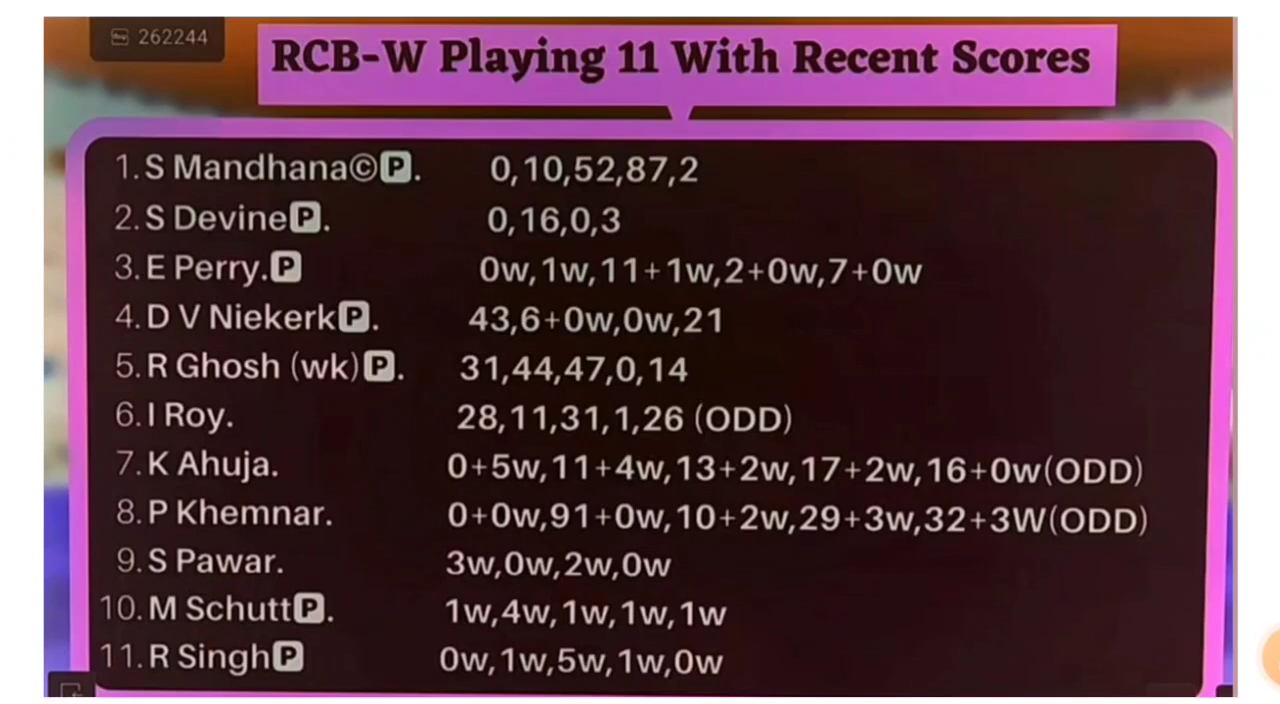 262244
RCB-W Playing 11 With Recent Scores
1. S Mandhana©🅿. 0,10,52,87,2
2. S Devine🅿. 0,16,0,3
3. E Perry.🅿 0w,1w,11+1w,2+0w,7+0w
4. D V Niekerk🅿. 43,6+0w,0w,21
5. R Ghosh (wk)🅿. 31,44,47,0,14
6. I Roy. 28,11,31,1,26 (ODD)
7. K Ahuja. 0+5w,11+4w,13+2w,17+2w,16+0w(ODD)
8. P Khemnar. 0+0w,91+0w,10+2w,29+3w,32+3W(ODD)
9. S Pawar. 3w,0w,2w,0w
10. M Schutt🅿. 1w,4w,1w,1w,1w
11. R Singh🅿 0w,1w,5w,1w,0w